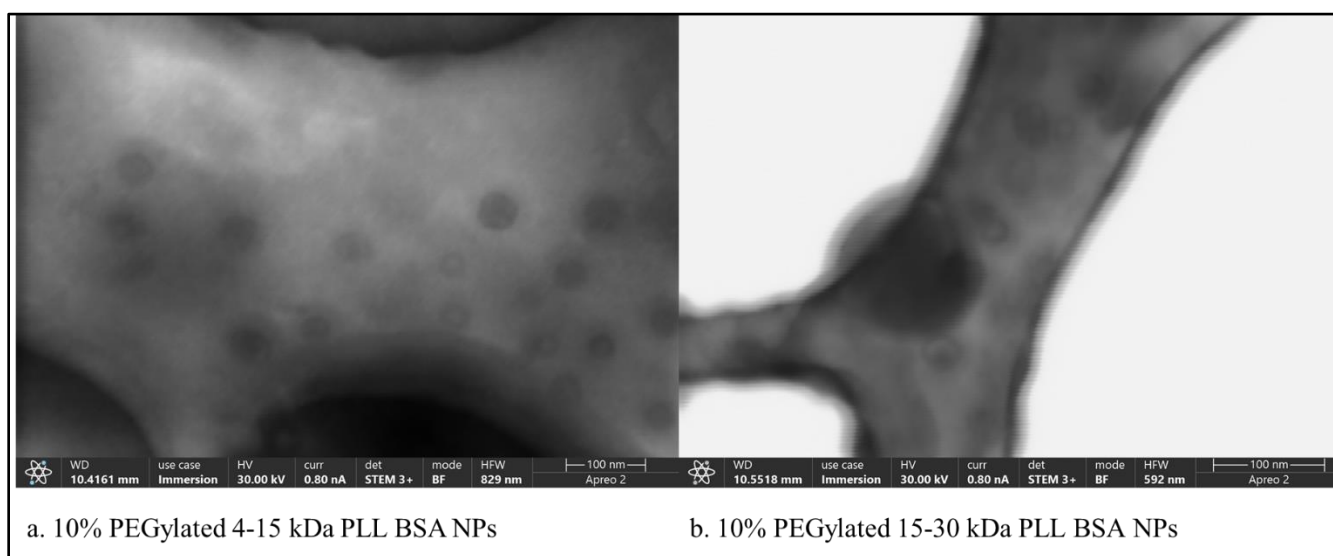 WD use case HV curr det mode HFW 100 nm
10.4161 mm Immersion 30.00 kV 0.80 nA STEM 3+ BF 829 nm Apreo 2
WD use case HV curr det mode HFW 100 nm
10.5518 mm Immersion 30.00 kV 0.80 nA STEM 3+ BF 592 nm Apreo 2
a. 10% PEGylated 4-15 kDa PLL BSA NPs
b. 10% PEGylated 15-30 kDa PLL BSA NPs